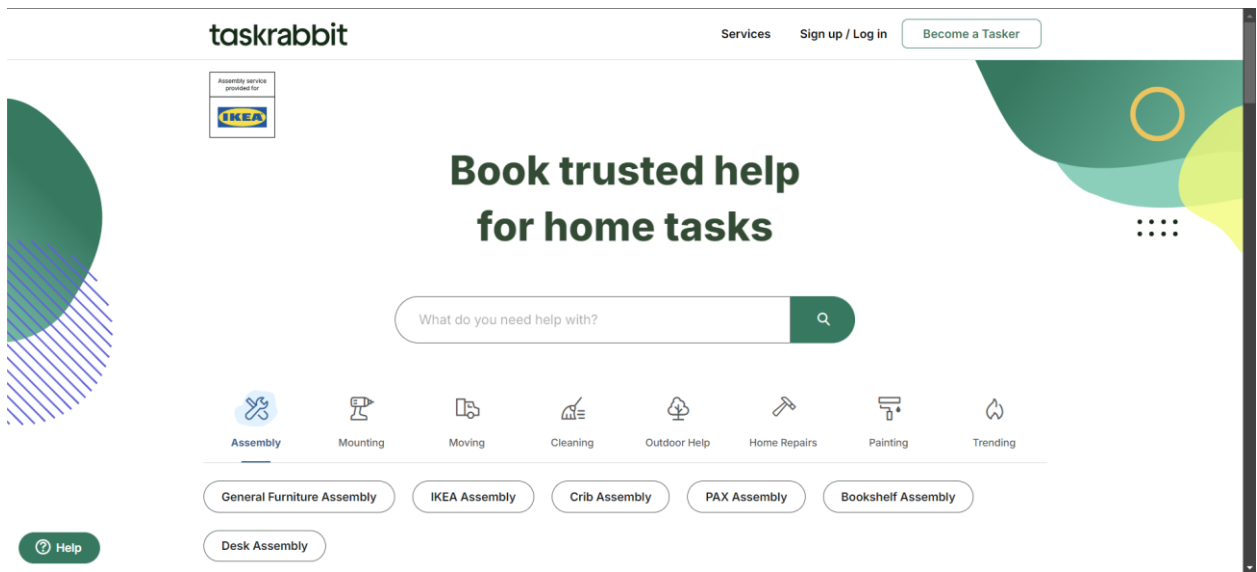 taskrabbit
Services
Sign up / Log in
Become a Tasker
Assembly service
provided for
IKEA
Book trusted help
for home tasks
What do you need help with?
Assembly
Mounting
Moving
Cleaning
Outdoor Help
Home Repairs
Painting
Trending
General Furniture Assembly
IKEA Assembly
Crib Assembly
PAX Assembly
Bookshelf Assembly
Desk Assembly
Help